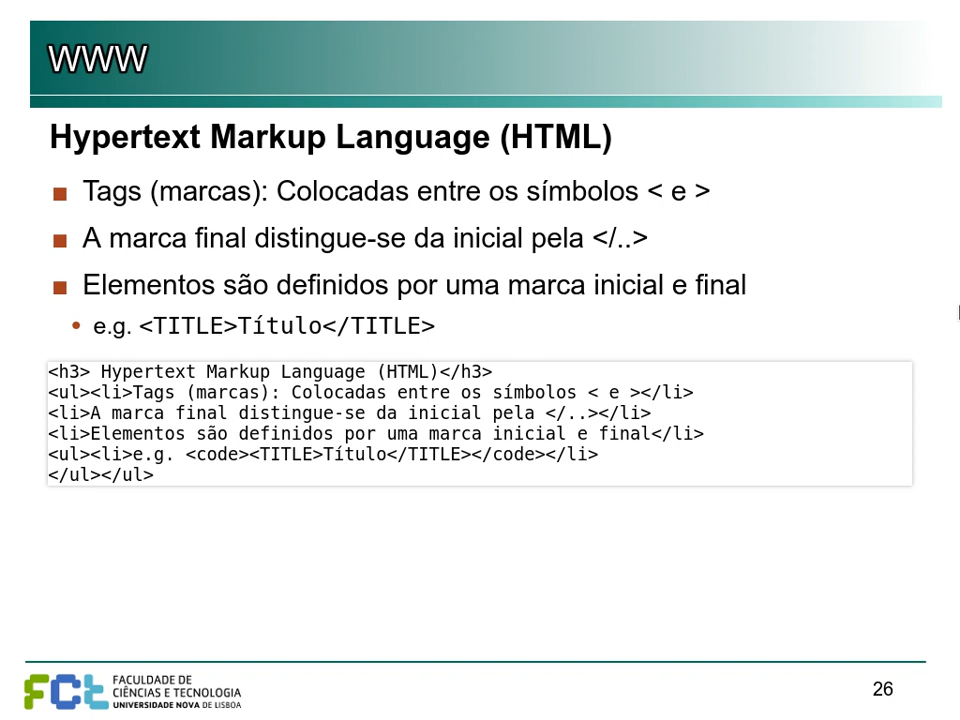 WWW
Hypertext Markup Language (HTML)
Tags (marcas): Colocadas entre os símbolos < e >
A marca final distingue-se da inicial pela </..>
Elementos são definidos por uma marca inicial e final
e.g. <TITLE>Título</TITLE>
<h3> Hypertext Markup Language (HTML)</h3>
<ul><li>Tags (marcas): Colocadas entre os símbolos < e ></li>
<li>A marca final distingue-se da inicial pela </..></li>
<li>Elementos são definidos por uma marca inicial e final</li>
<ul><li>e.g. <code><TITLE>Título</TITLE></code></li>
</ul></ul>
FCt
FACULDADE DE
CIÊNCIAS E TECNOLOGIA
UNIVERSIDADE NOVA DE LISBOA
26